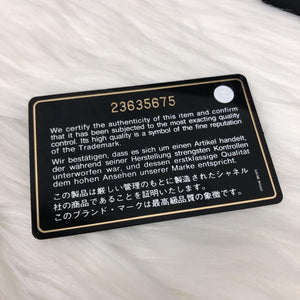 23635675
We certify the authenticity of this item and confirm
that it has been subjected to the most exacting quality
control. Its high quality is a symbol of the fine reputation
of the Trademark.
Wir bestätigen, dass es sich um einen Artikel handelt,
der während seiner Herstellung strengsten Kontrollen
unterworfen war, und dessen erstklassige Qualität
dem hohen Ansehen unserer Marke entspricht.
この製品は厳しい管理のもとに製造されたシャネル
社の商品であることを証明いたします。
このブランド・マークは最高級品質の象徴です。